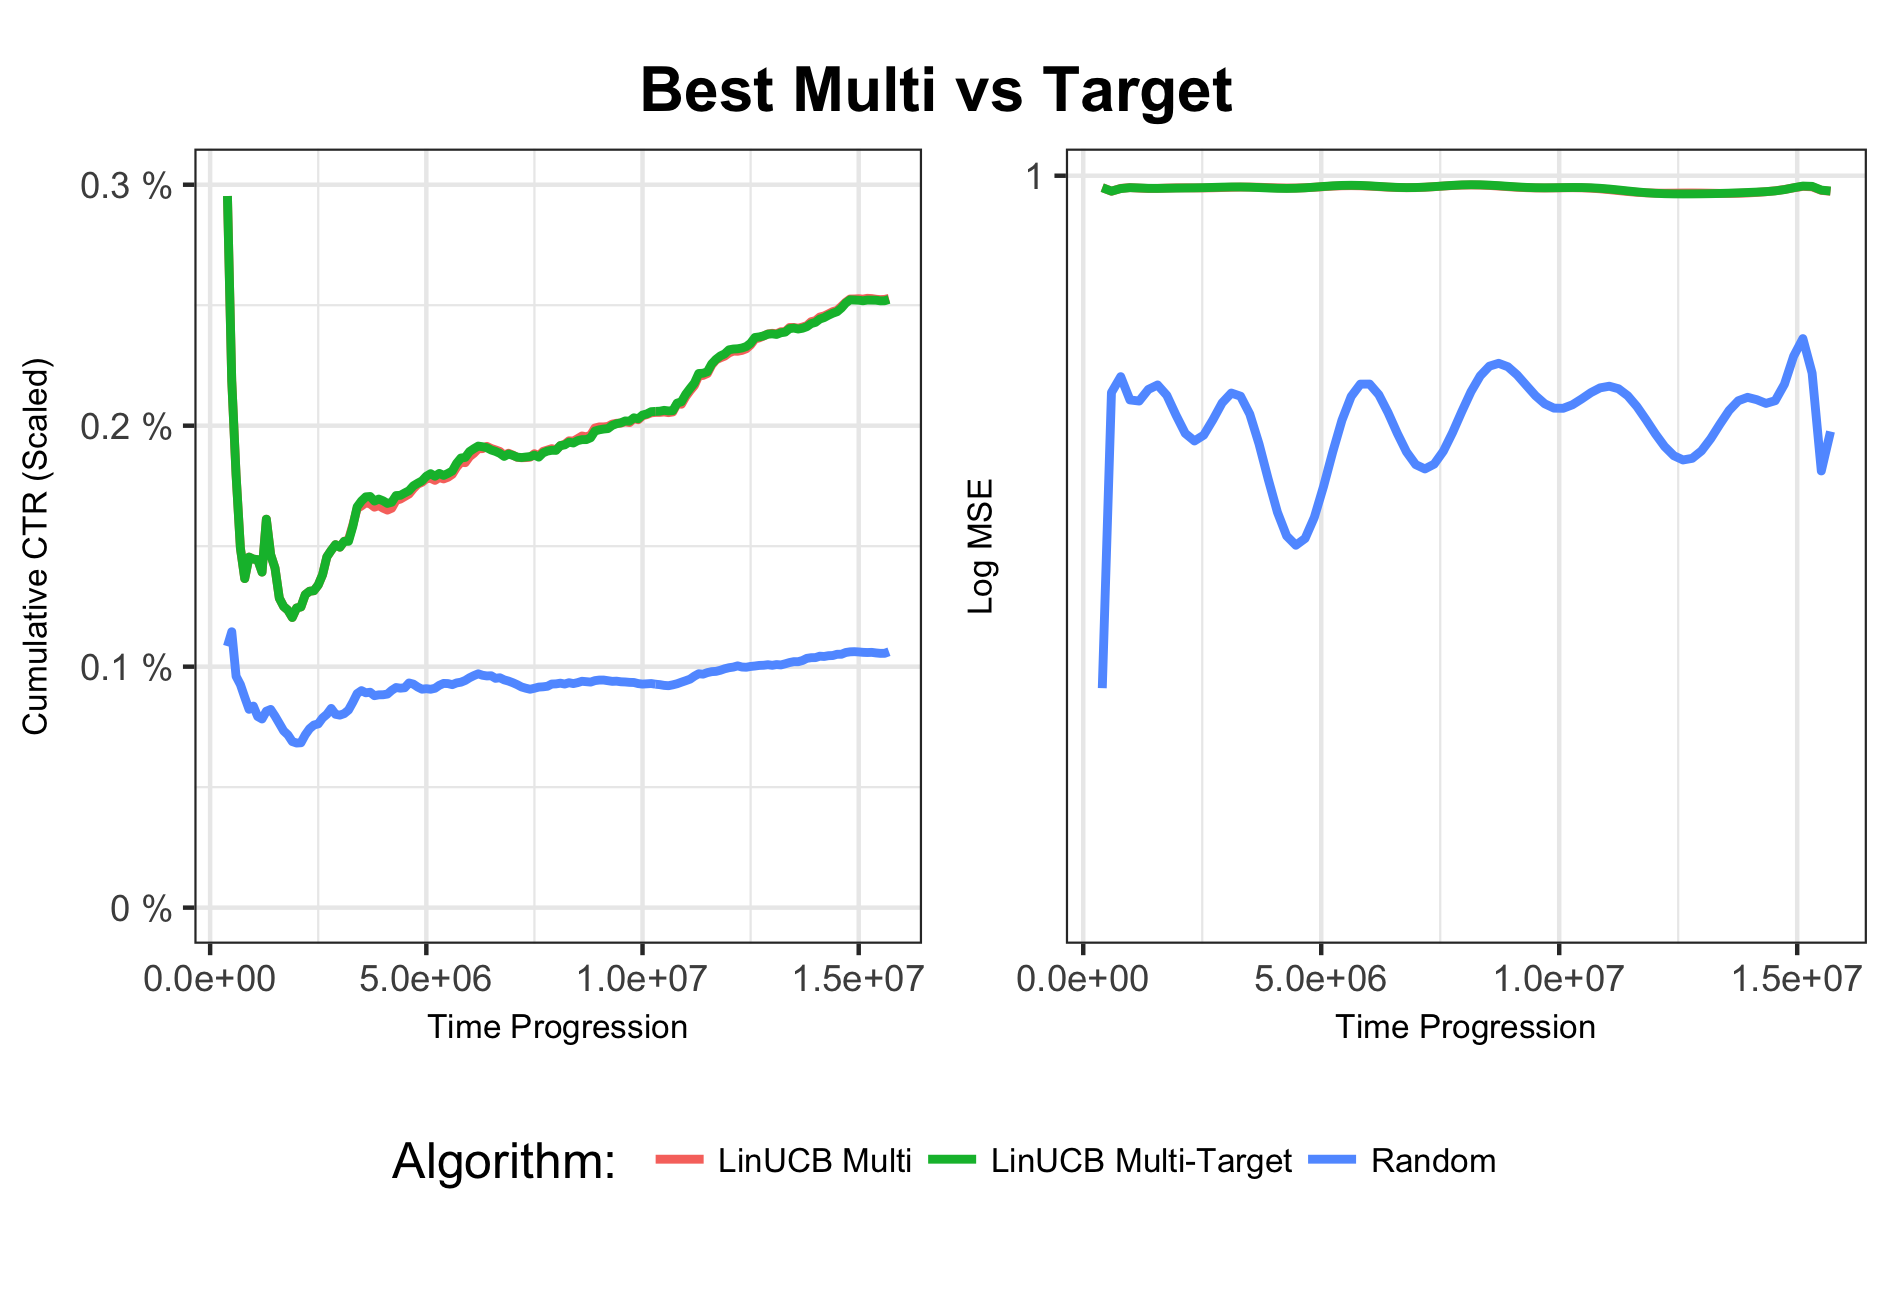 Best Multi vs Target
Cumulative CTR (Scaled)
0.3 %
0.2 %
0.1 %
0 %
0.0e+00 5.0e+06 1.0e+07 1.5e+07
Time Progression
Log MSE
1
0.0e+00 5.0e+06 1.0e+07 1.5e+07
Time Progression
Algorithm: LinUCB Multi LinUCB Multi-Target Random